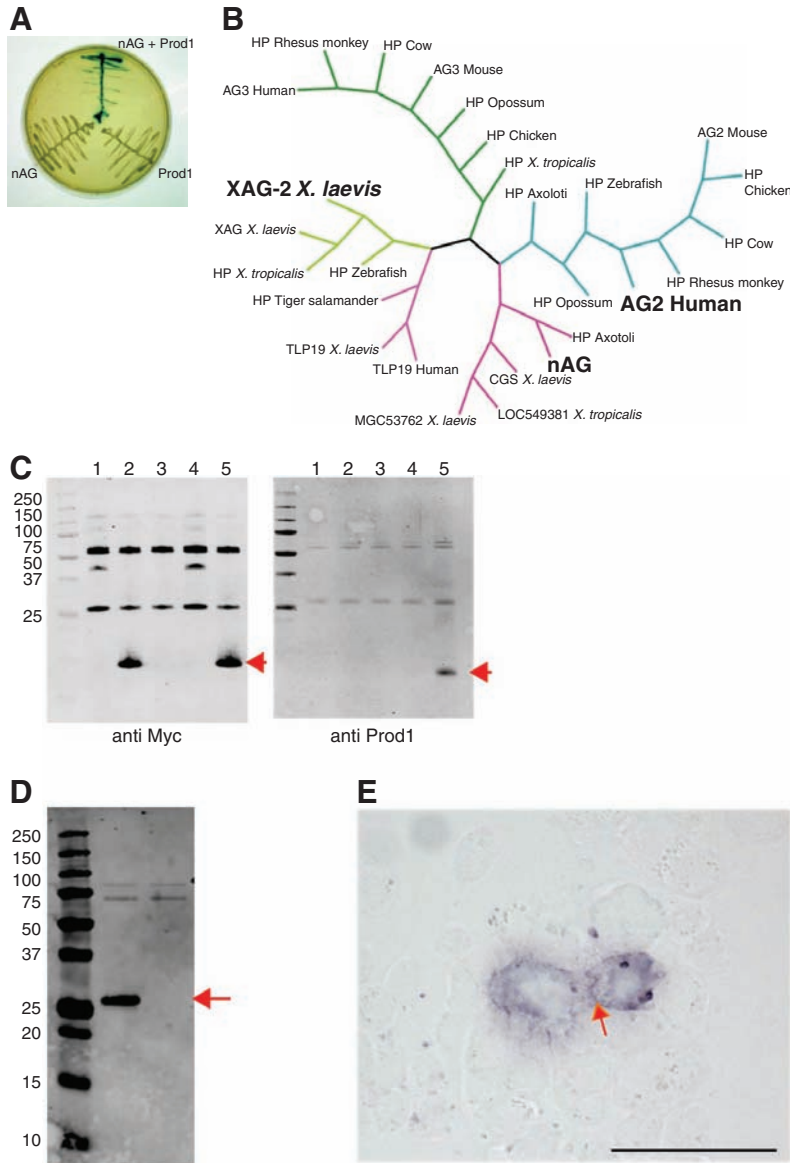 A
nAG + Prod1
nAG
Prod1
B
HP Rhesus monkey
HP Cow
AG3 Human
AG3 Mouse
HP Opossum
HP Chicken
HP X. tropicalis
AG2 Mouse
HP Chicken
HP Cow
HP Rhesus monkey
AG2 Human
HP Opossum
HP Zebrafish
HP Axoloti
XAG-2 X. laevis
XAG X. laevis
HP X. tropicalis
HP Zebrafish
HP Tiger salamander
TLP19 X. laevis
TLP19 Human
HP Axotoli
nAG
CGS X. laevis
LOC549381 X. tropicalis
MGC53762 X. laevis
C
1 2 3 4 5
1 2 3 4 5
250
150
100
75
50
37
25
anti Myc
anti Prod1
D
250
150
100
75
50
37
25
20
15
10
E